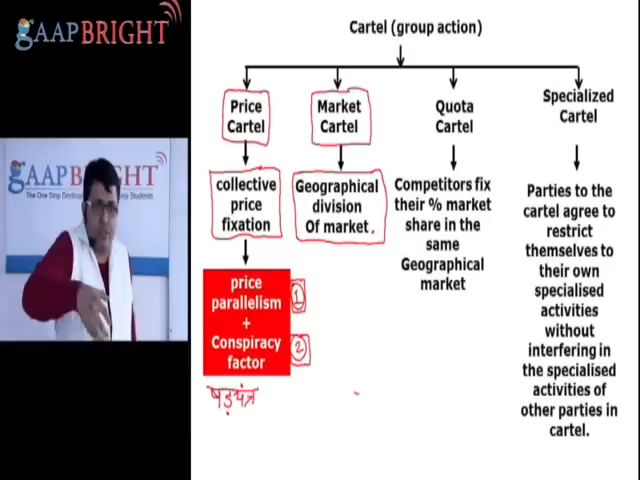 gAAPBRIGHT
Cartel (group action)
Price
Cartel
Market
Cartel
Quota
Cartel
Specialized
Cartel
collective
price
fixation
Geographical
division
Of market.
Competitors fix
their % market
share in the
same
Geographical
market
Parties to the
cartel agree to
restrict
themselves to
their own
specialised
activities
without
interfering in
the specialised
activities of
other parties in
cartel.
price
parallelism
+
Conspiracy
factor
1
2
षड़यंत्र
gAAPBRIGHT
The One Stop
Students